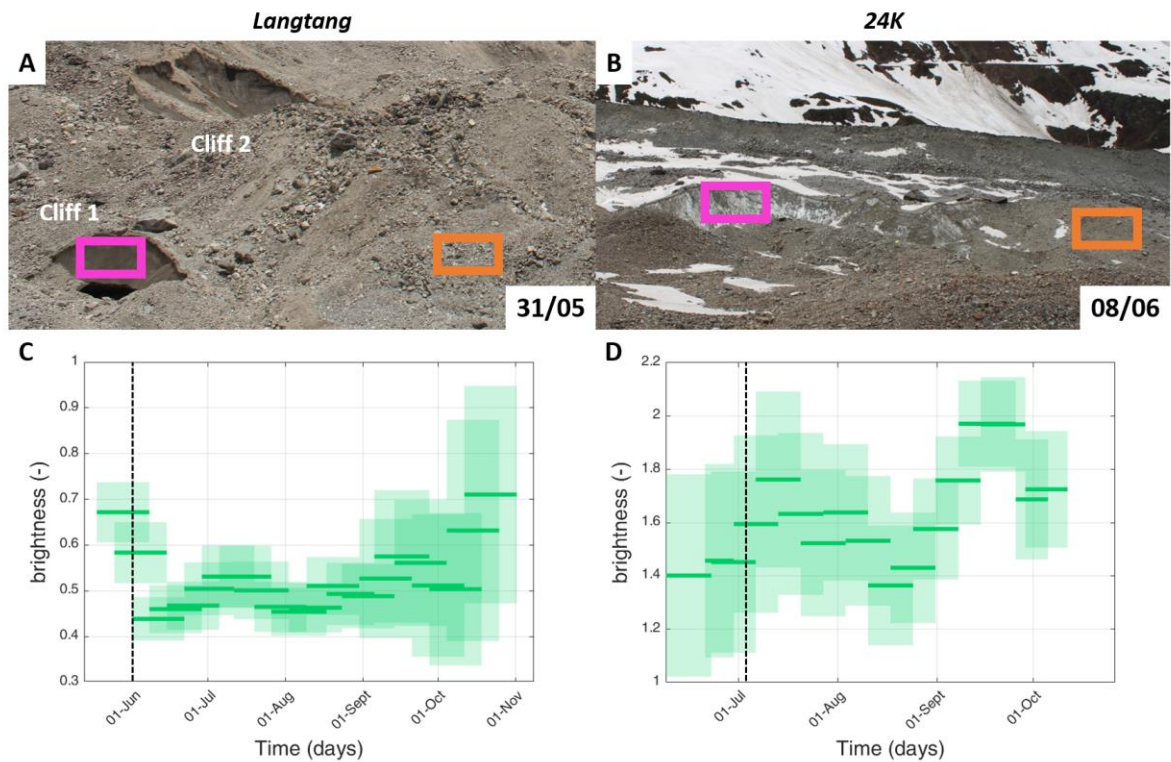 Langtang
24K
A
B
Cliff 2
Cliff 1
31/05
08/06
C
D
1
0.9
0.8
0.7
0.6
0.5
0.4
0.3
brightness (-)
01-Jun
01-Jul
01-Aug
01-Sept
01-Oct
01-Nov
Time (days)
2.2
2
1.8
1.6
1.4
1.2
1
brightness (-)
01-Jul
01-Aug
01-Sept
01-Oct
Time (days)